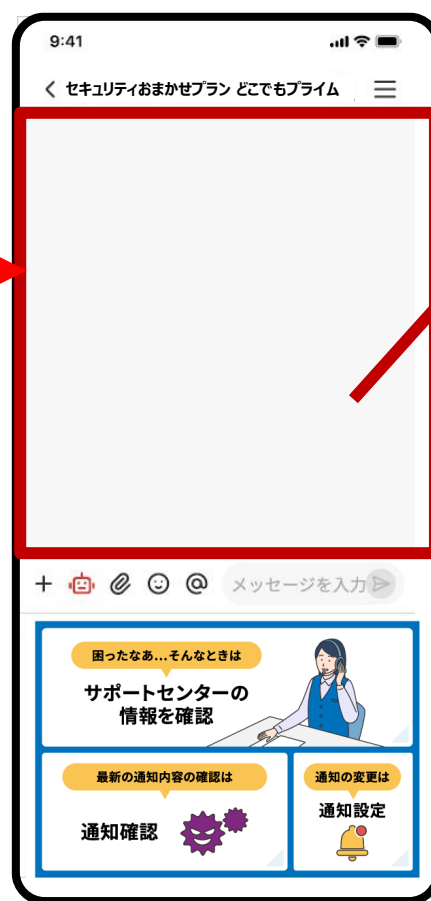 9:41
セキュリティおまかせプラン どこでもプライム
メッセージを入力
困ったなあ...そんなときは
サポートセンターの
情報を確認
最新の通知内容の確認は
通知確認
通知の変更は
通知設定